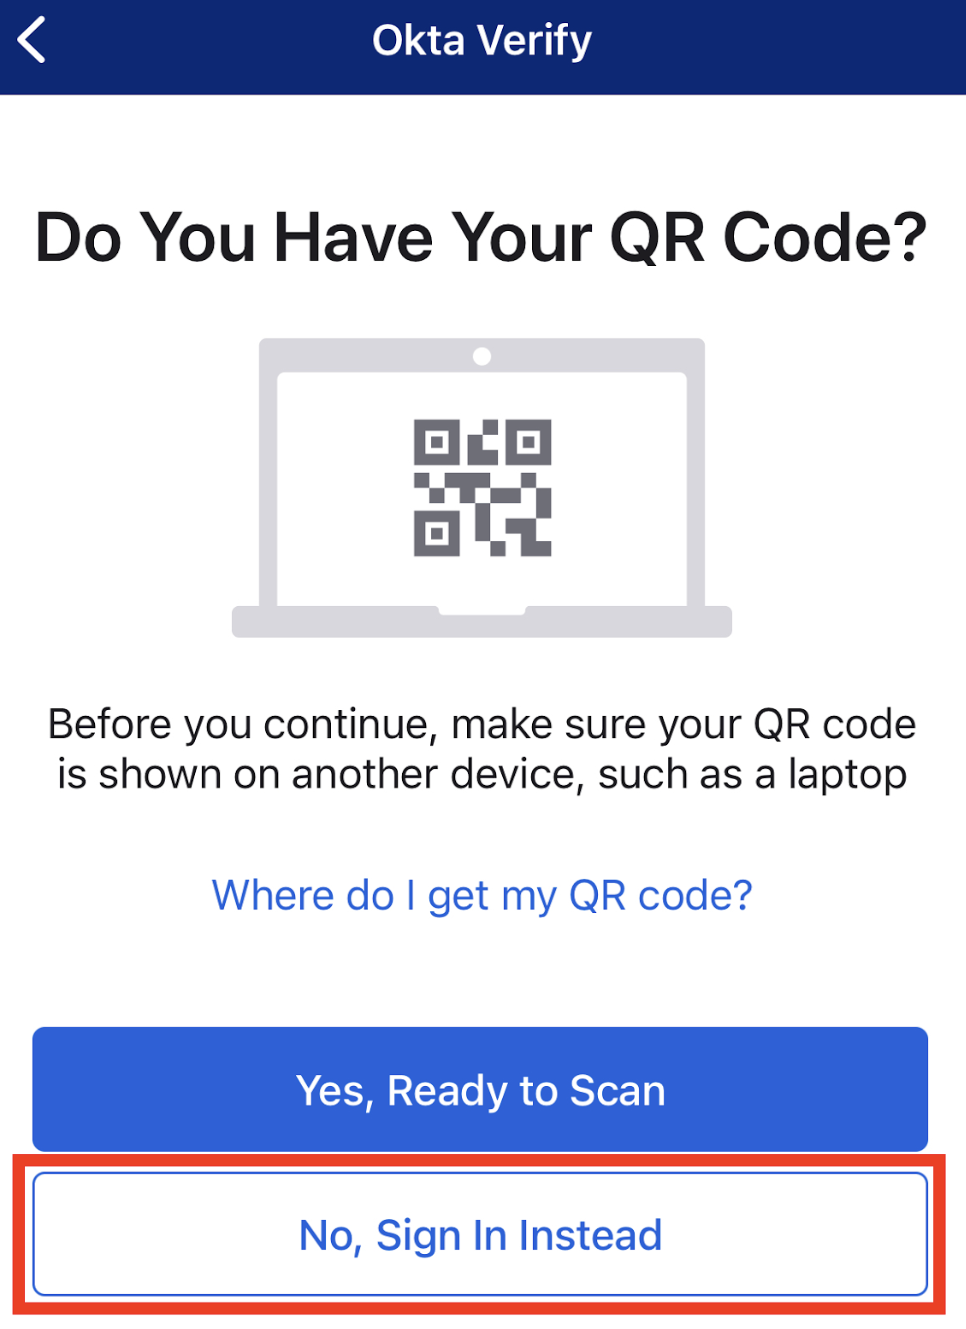 Okta Verify
Do You Have Your QR Code?
Before you continue, make sure your QR code
is shown on another device, such as a laptop
Where do I get my QR code?
Yes, Ready to Scan
No, Sign In Instead